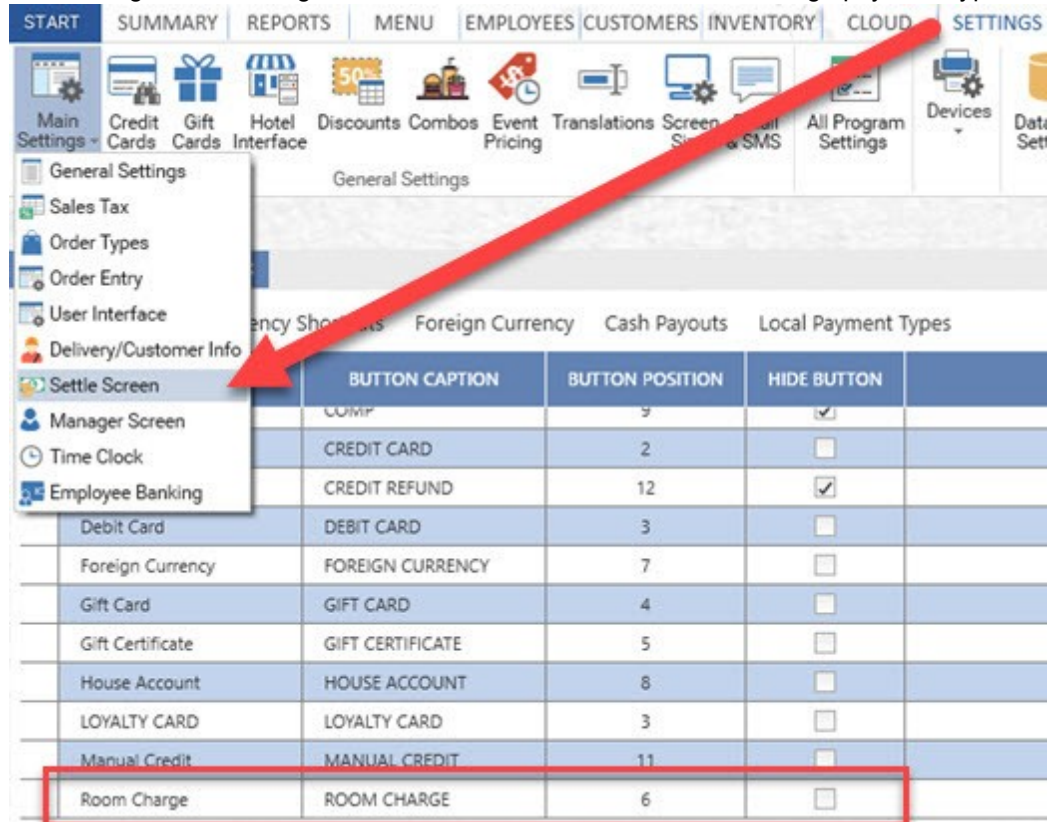 START SUMMARY REPORTS MENU EMPLOYEES CUSTOMERS INVENTORY CLOUD SETTINGS
50%
Main Settings Credit Cards Gift Cards Hotel Interface Discounts Combos Event Pricing Translations Screen & SMS All Program Settings Devices
General Settings
General Settings
Sales Tax
Order Types
Order Entry
User Interface
Foreign Currency Cash Payouts Local Payment Types
Delivery/Customer Info
Settle Screen
Manager Screen
Time Clock
Employee Banking
BUTTON CAPTION BUTTON POSITION HIDE BUTTON
COMP 9
CREDIT CARD 2
CREDIT REFUND 12
Debit Card DEBIT CARD 3
Foreign Currency FOREIGN CURRENCY 7
Gift Card GIFT CARD 4
Gift Certificate GIFT CERTIFICATE 5
House Account HOUSE ACCOUNT 8
LOYALTY CARD LOYALTY CARD 3
Manual Credit MANUAL CREDIT 11
Room Charge ROOM CHARGE 6